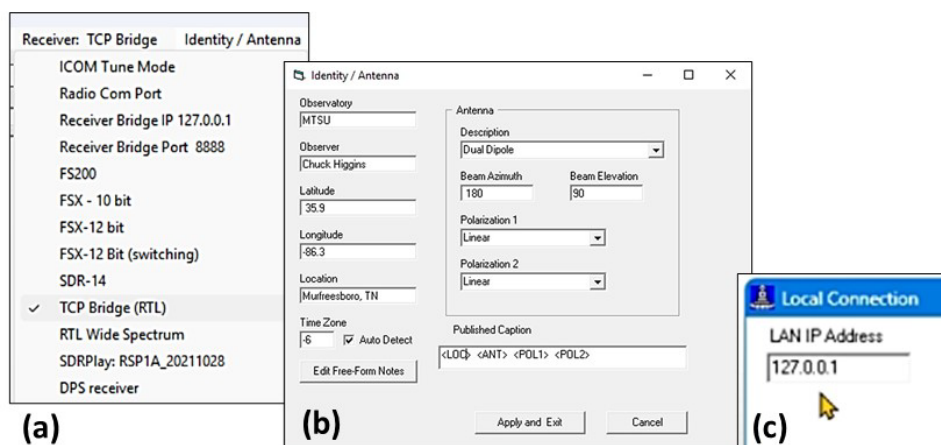 Receiver: TCP Bridge Identity / Antenna
ICOM Tune Mode
Radio Com Port
Receiver Bridge IP 127.0.0.1
Receiver Bridge Port 8888
FS200
FSX - 10 bit
FSX-12 bit
FSX-12 Bit (switching)
SDR-14
TCP Bridge (RTL)
RTL Wide Spectrum
SDRPlay: RSP1A_20211028
DPS receiver
(a)
Identity / Antenna
Observatory
MTSU
Observer
Chuck Higgins
Latitude
35.9
Longitude
-86.3
Location
Murfreesboro, TN
Time Zone
-6 Auto Detect
Edit Free-Form Notes
Antenna
Description
Dual Dipole
Beam Azimuth Beam Elevation
180 90
Polarization 1
Linear
Polarization 2
Linear
Published Caption
<LOC> <ANT> <POL1> <POL2>
Apply and Exit Cancel
(b)
Local Connection
LAN IP Address
127.0.0.1
(c)